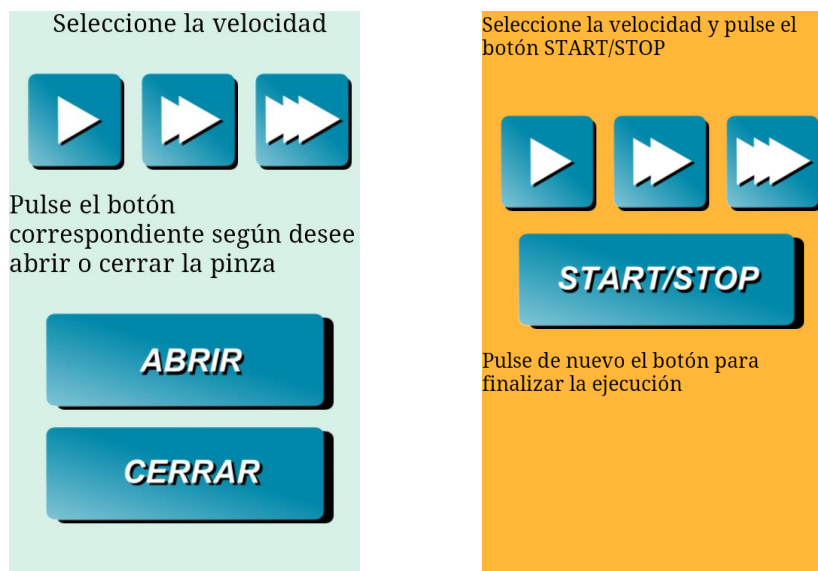 Seleccione la velocidad
Pulse el botón
correspondiente según desee
abrir o cerrar la pinza
ABRIR
CERRAR
Seleccione la velocidad y pulse el
botón START/STOP
START/STOP
Pulse de nuevo el botón para
finalizar la ejecución